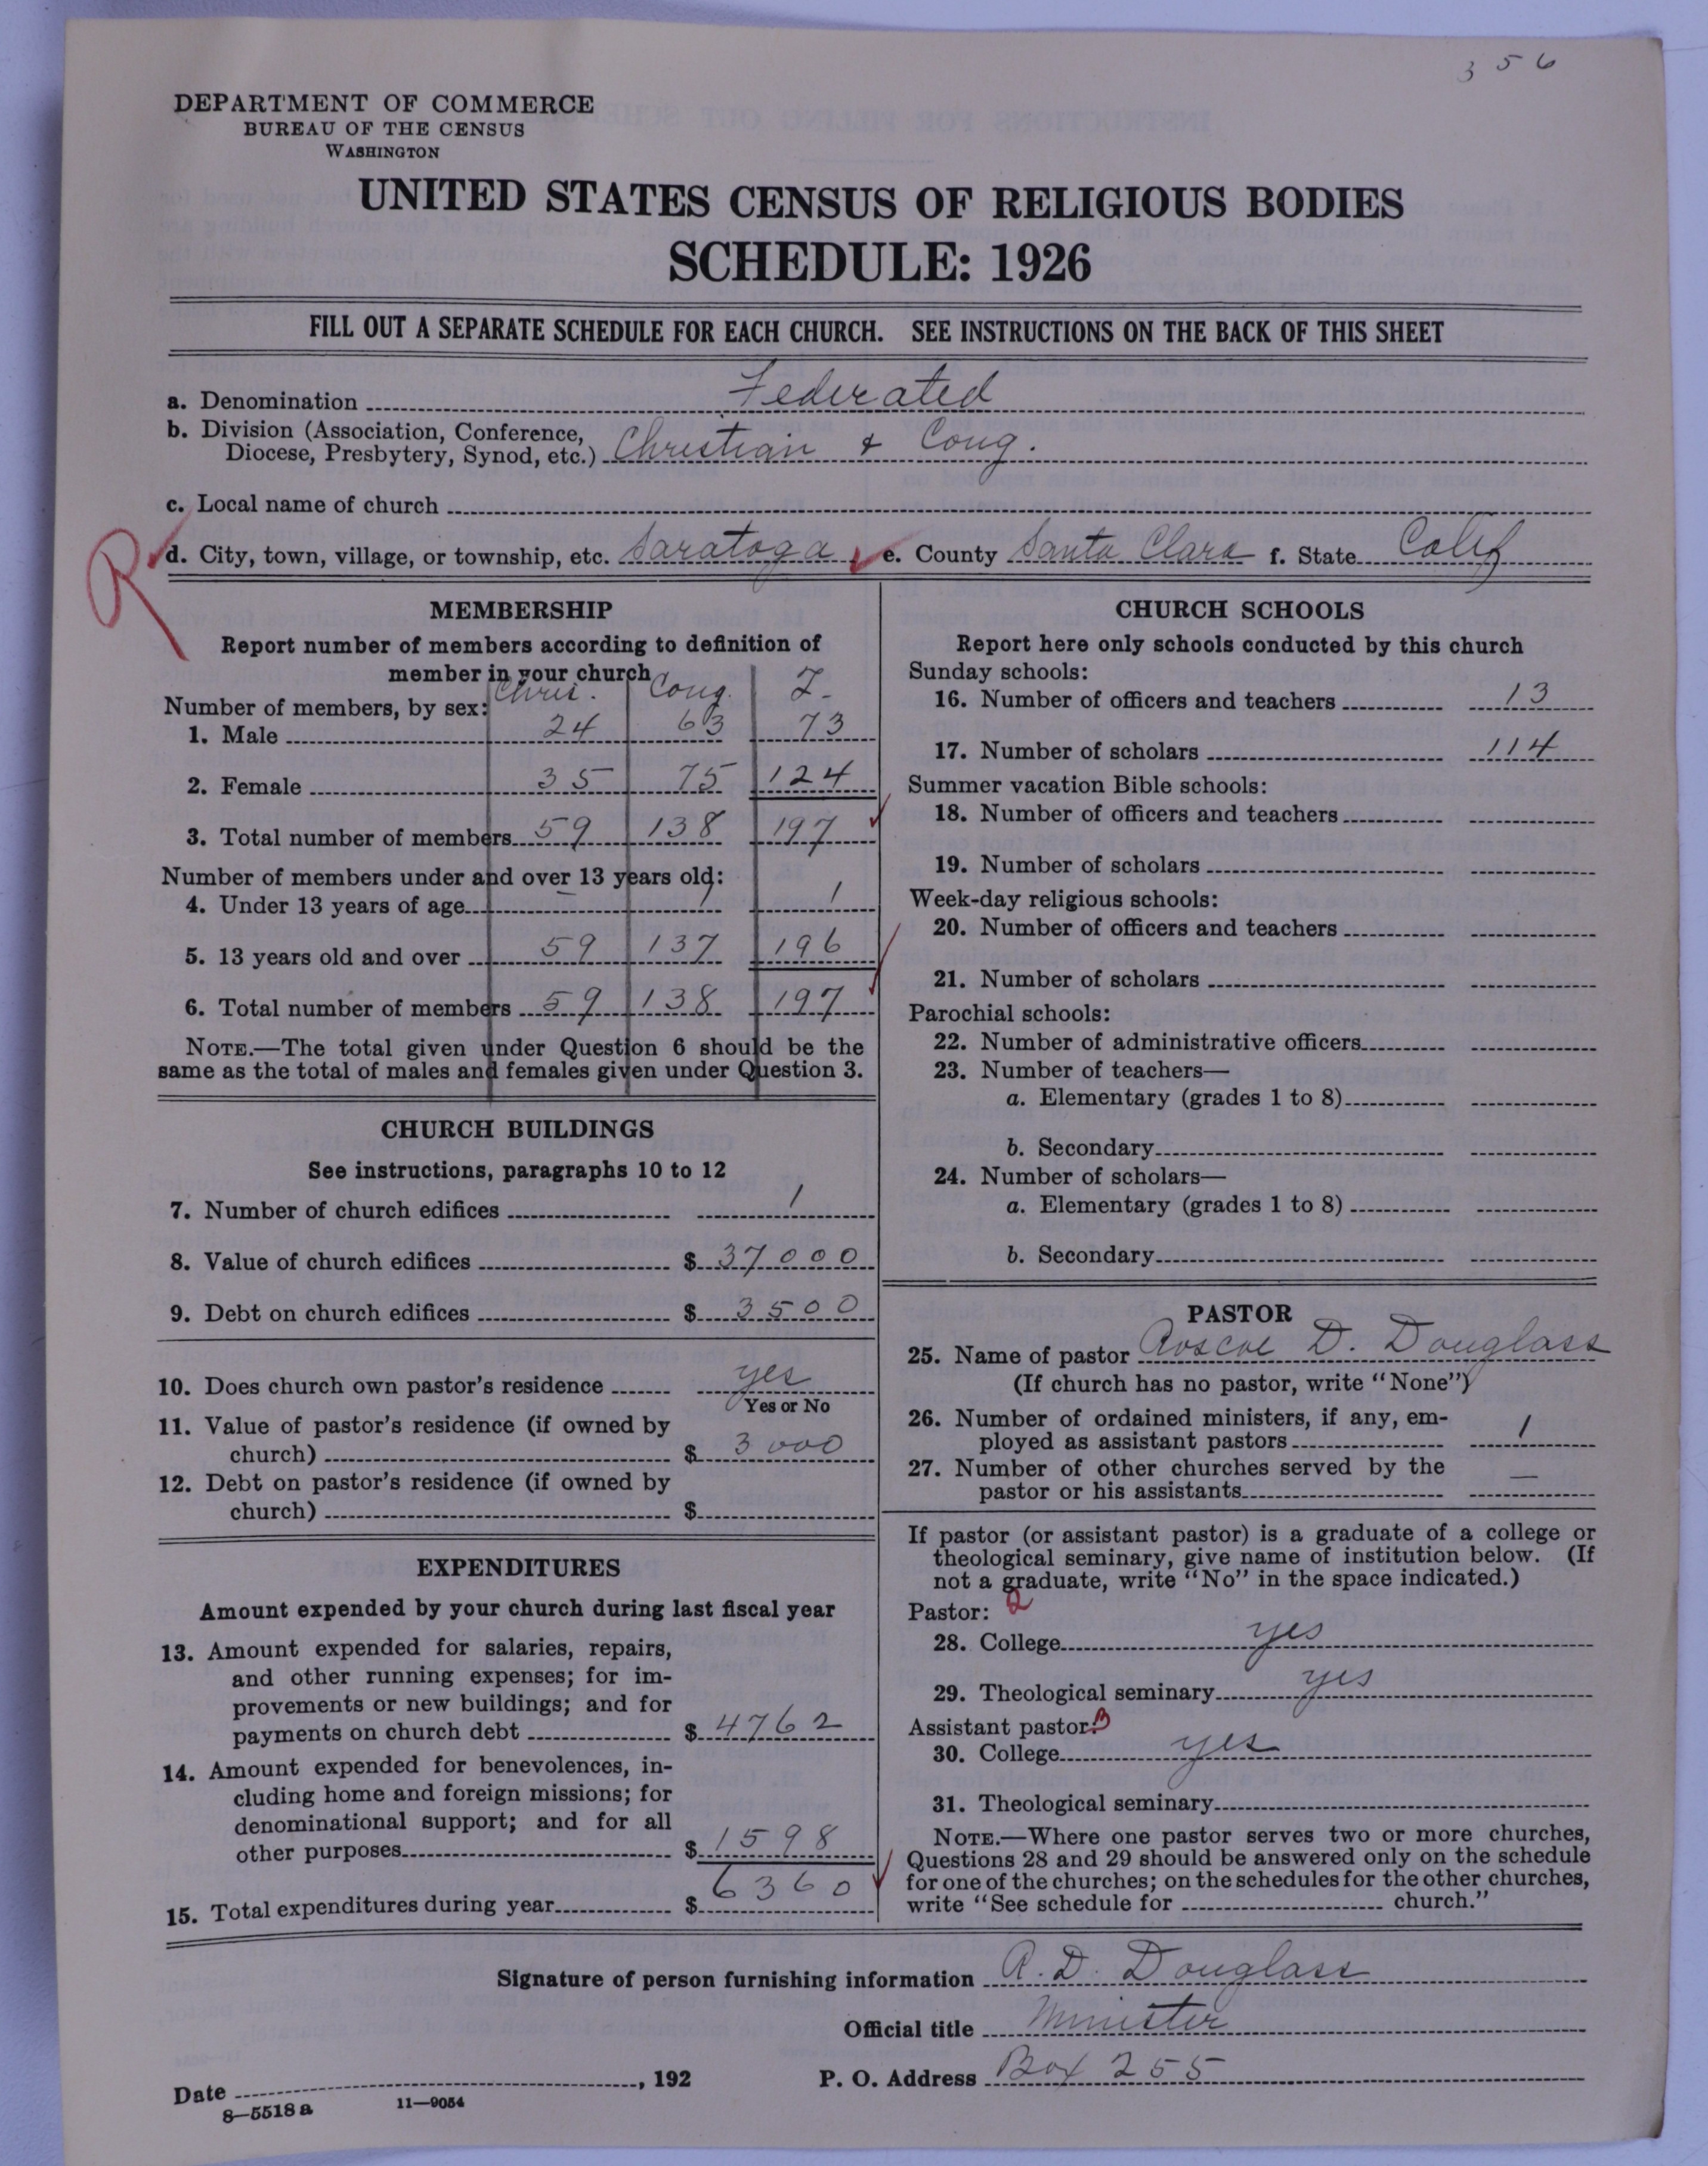 356
DEPARTMENT OF COMMERCE
BUREAU OF THE CENSUS
WASHINGTON
UNITED STATES CENSUS OF RELIGIOUS BODIES
SCHEDULE: 1926
FILL OUT A SEPARATE SCHEDULE FOR EACH CHURCH. SEE INSTRUCTIONS ON THE BACK OF THIS SHEET
a. Denomination Federated
b. Division (Association, Conference,
Diocese, Presbytery, Synod, etc.) Christian & Cong.
c. Local name of church
R d. City, town, village, or township, etc. Saratoga e. County Santa Clara f. State Calif
MEMBERSHIP
Report number of members according to definition of
member in your church
Chris. Cong. T.
Number of members, by sex:
1. Male 24 63 73
2. Female 35 75 124
3. Total number of members 59 138 197
Number of members under and over 13 years old:
4. Under 13 years of age – 1 1
5. 13 years old and over 59 137 196
6. Total number of members 59 138 197
NOTE.—The total given under Question 6 should be the
same as the total of males and females given under Question 3.
CHURCH BUILDINGS
See instructions, paragraphs 10 to 12
7. Number of church edifices 1
8. Value of church edifices $ 37000
9. Debt on church edifices $ 3500
10. Does church own pastor's residence yes
Yes or No
11. Value of pastor's residence (if owned by
church) $ 3000
12. Debt on pastor's residence (if owned by
church) $
EXPENDITURES
Amount expended by your church during last fiscal year
13. Amount expended for salaries, repairs,
and other running expenses; for im-
provements or new buildings; and for
payments on church debt $ 4762
14. Amount expended for benevolences, in-
cluding home and foreign missions; for
denominational support; and for all
other purposes $ 1598
15. Total expenditures during year $ 6360
CHURCH SCHOOLS
Report here only schools conducted by this church
Sunday schools:
16. Number of officers and teachers 13
17. Number of scholars 114
Summer vacation Bible schools:
18. Number of officers and teachers
19. Number of scholars
Week-day religious schools:
20. Number of officers and teachers
21. Number of scholars
Parochial schools:
22. Number of administrative officers
23. Number of teachers—
a. Elementary (grades 1 to 8)
b. Secondary
24. Number of scholars—
a. Elementary (grades 1 to 8)
b. Secondary
PASTOR
25. Name of pastor Roscoe D. Douglass
(If church has no pastor, write "None")
26. Number of ordained ministers, if any, em-
ployed as assistant pastors 1
27. Number of other churches served by the
pastor or his assistants —
If pastor (or assistant pastor) is a graduate of a college or
theological seminary, give name of institution below. (If
not a graduate, write "No" in the space indicated.)
Pastor: 2
28. College yes
29. Theological seminary yes
Assistant pastor: B
30. College yes
31. Theological seminary
NOTE.—Where one pastor serves two or more churches,
Questions 28 and 29 should be answered only on the schedule
for one of the churches; on the schedules for the other churches,
write "See schedule for church."
Signature of person furnishing information R. D. Douglass
Official title Minister
Date , 192 P. O. Address Box 255
8—5518 a 11—9054